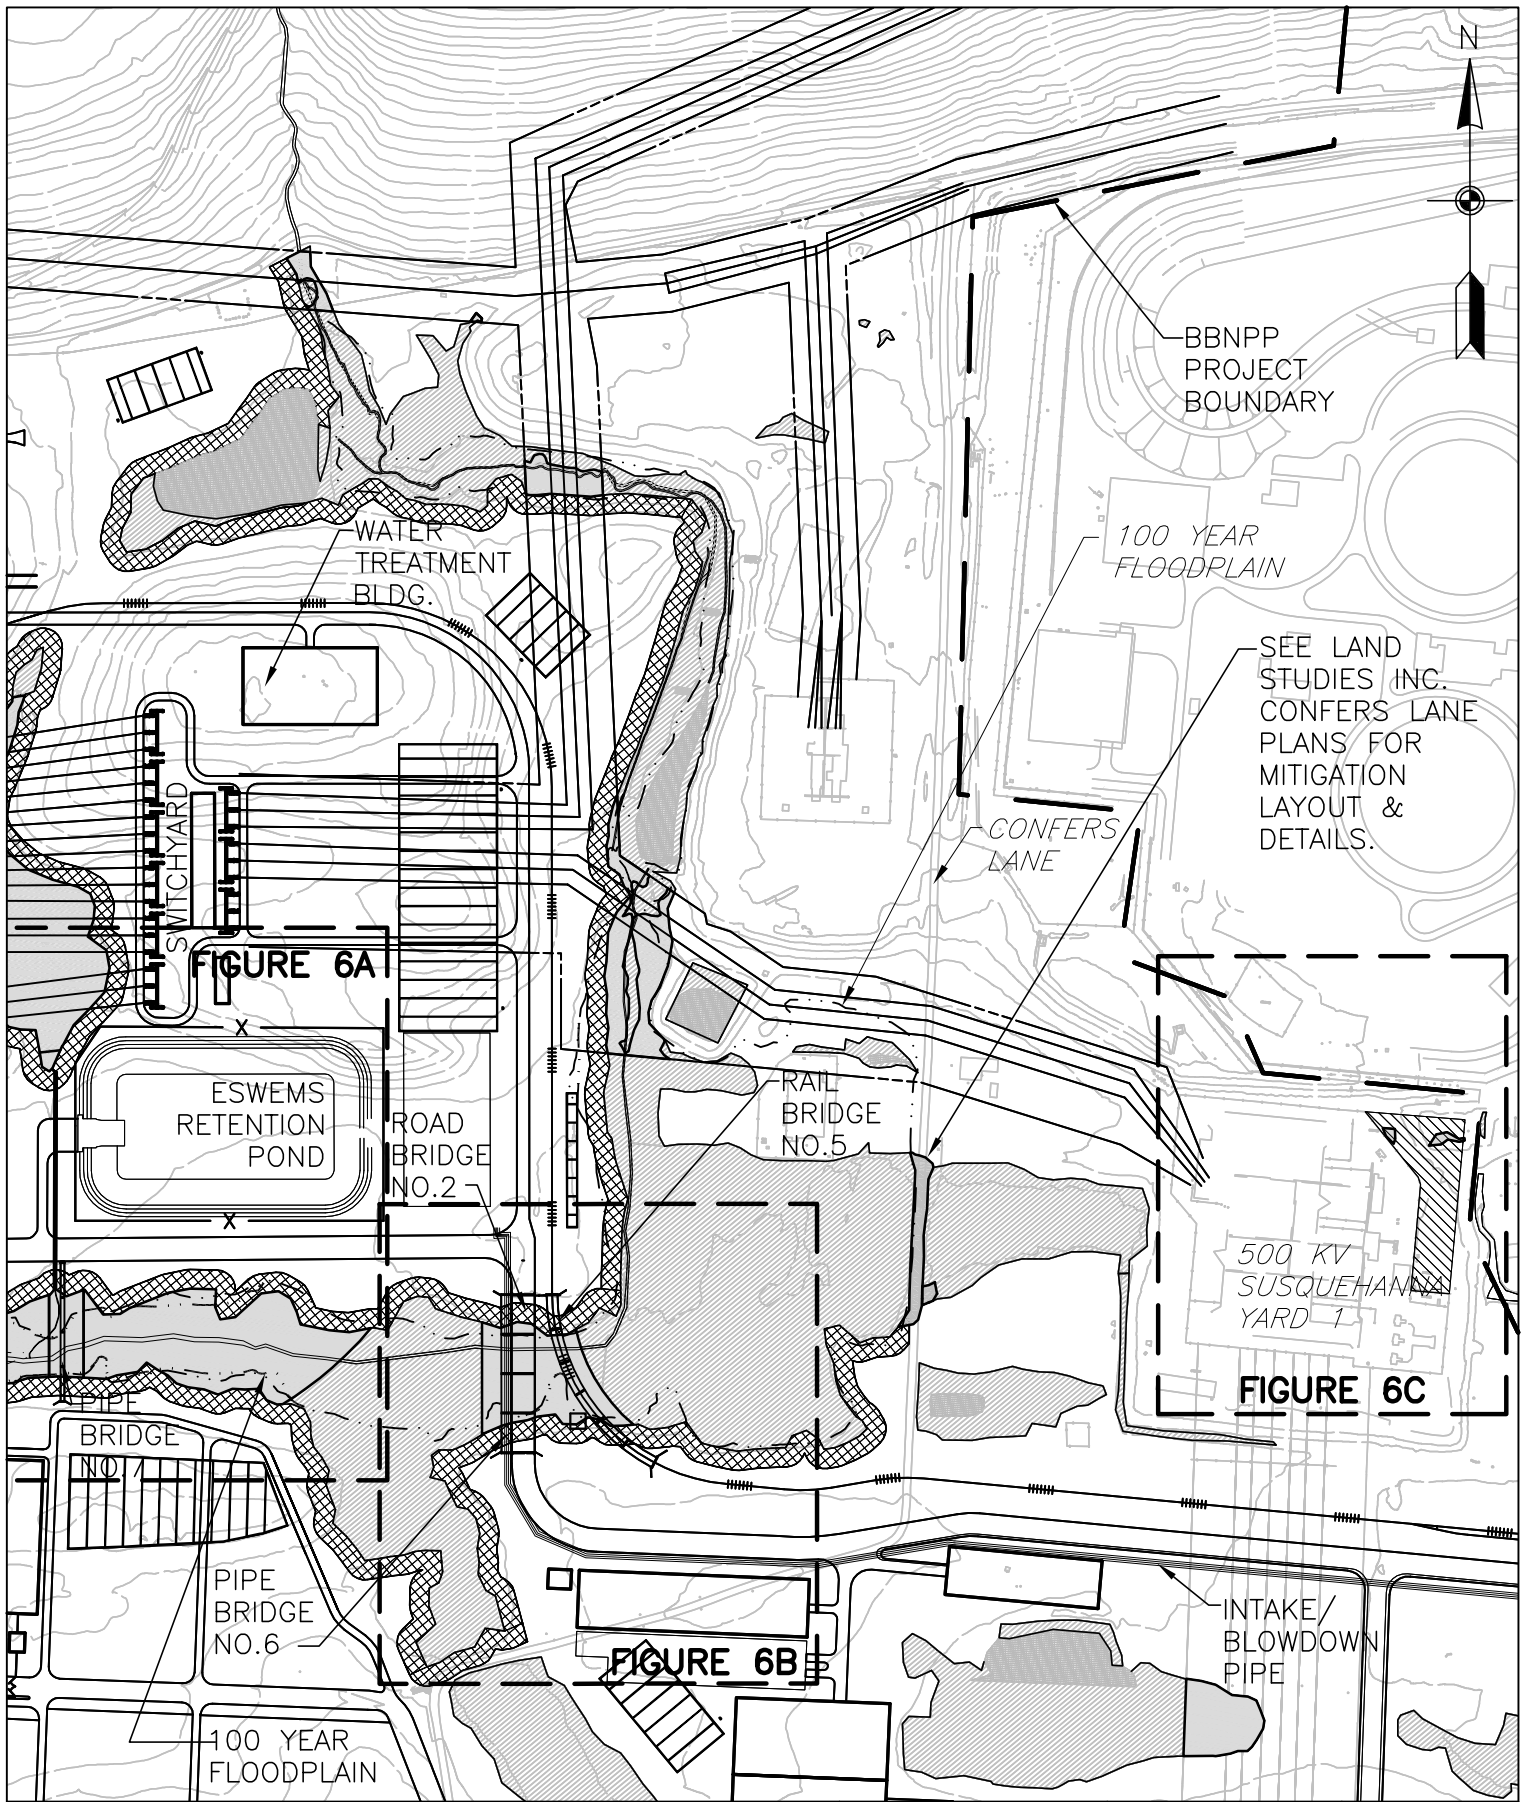 N
BBNPP
PROJECT
BOUNDARY
WATER
TREATMENT
BLDG.
100 YEAR
FLOODPLAIN
SEE LAND
STUDIES INC.
CONFERS LANE
PLANS FOR
MITIGATION
LAYOUT &
DETAILS.
SWITCHYARD
CONFERS
LANE
FIGURE 6A
X
ESWEMS
RETENTION
POND
X
ROAD
BRIDGE
NO.2
RAIL
BRIDGE
NO.5
500 KV
SUSQUEHANNA
YARD 1
FIGURE 6C
PIPE
BRIDGE
NO.7
PIPE
BRIDGE
NO.6
FIGURE 6B
INTAKE/
BLOWDOWN
PIPE
100 YEAR
FLOODPLAIN